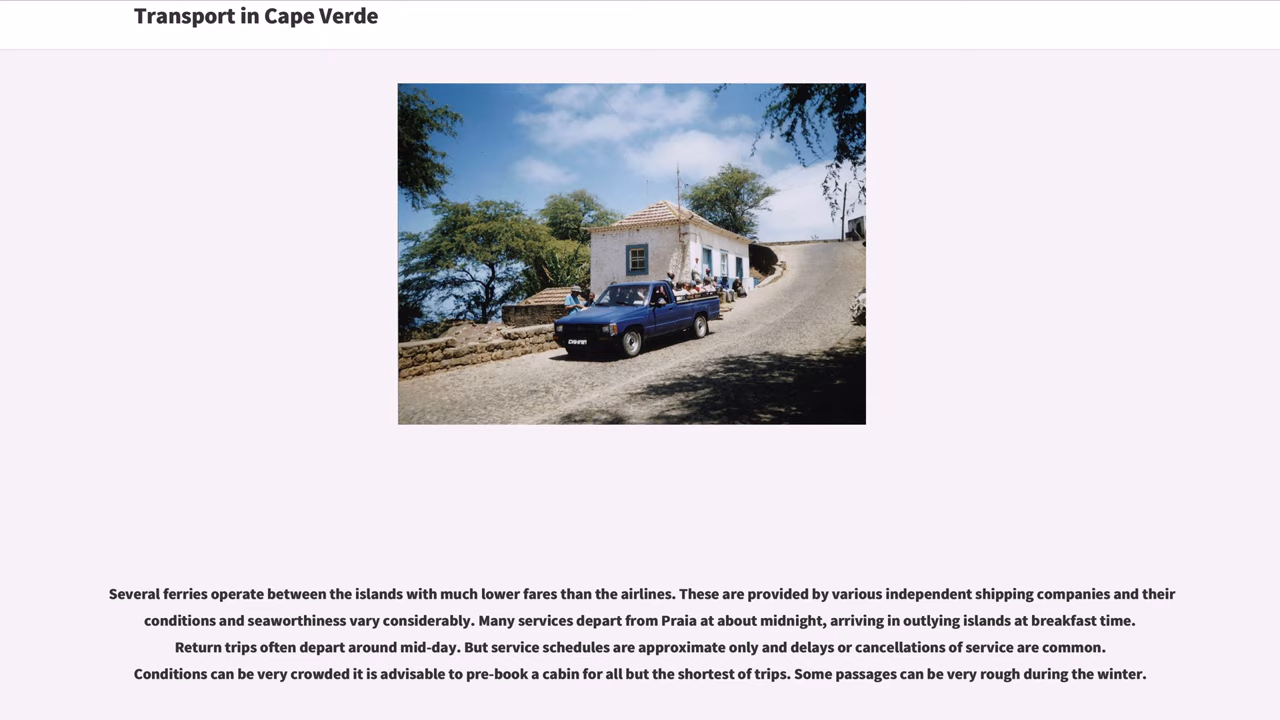 Transport in Cape Verde
Several ferries operate between the islands with much lower fares than the airlines. These are provided by various independent shipping companies and their
conditions and seaworthiness vary considerably. Many services depart from Praia at about midnight, arriving in outlying islands at breakfast time.
Return trips often depart around mid-day. But service schedules are approximate only and delays or cancellations of service are common.
Conditions can be very crowded it is advisable to pre-book a cabin for all but the shortest of trips. Some passages can be very rough during the winter.